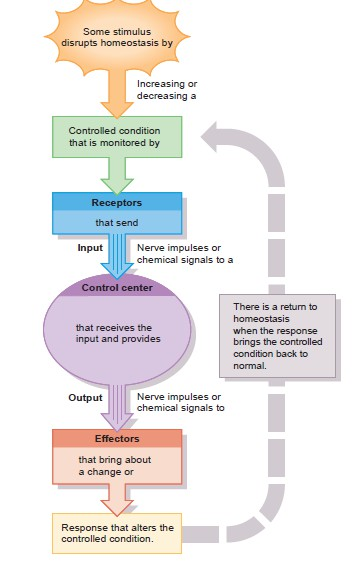 Some stimulus
disrupts homeostasis by
Increasing or
decreasing a
Controlled condition
that is monitored by
Receptors
that send
Input
Nerve impulses or
chemical signals to a
Control center
that receives the
input and provides
Output
Nerve impulses or
chemical signals to
Effectors
that bring about
a change or
Response that alters the
controlled condition.
There is a return to
homeostasis
when the response
brings the controlled
condition back to
normal.